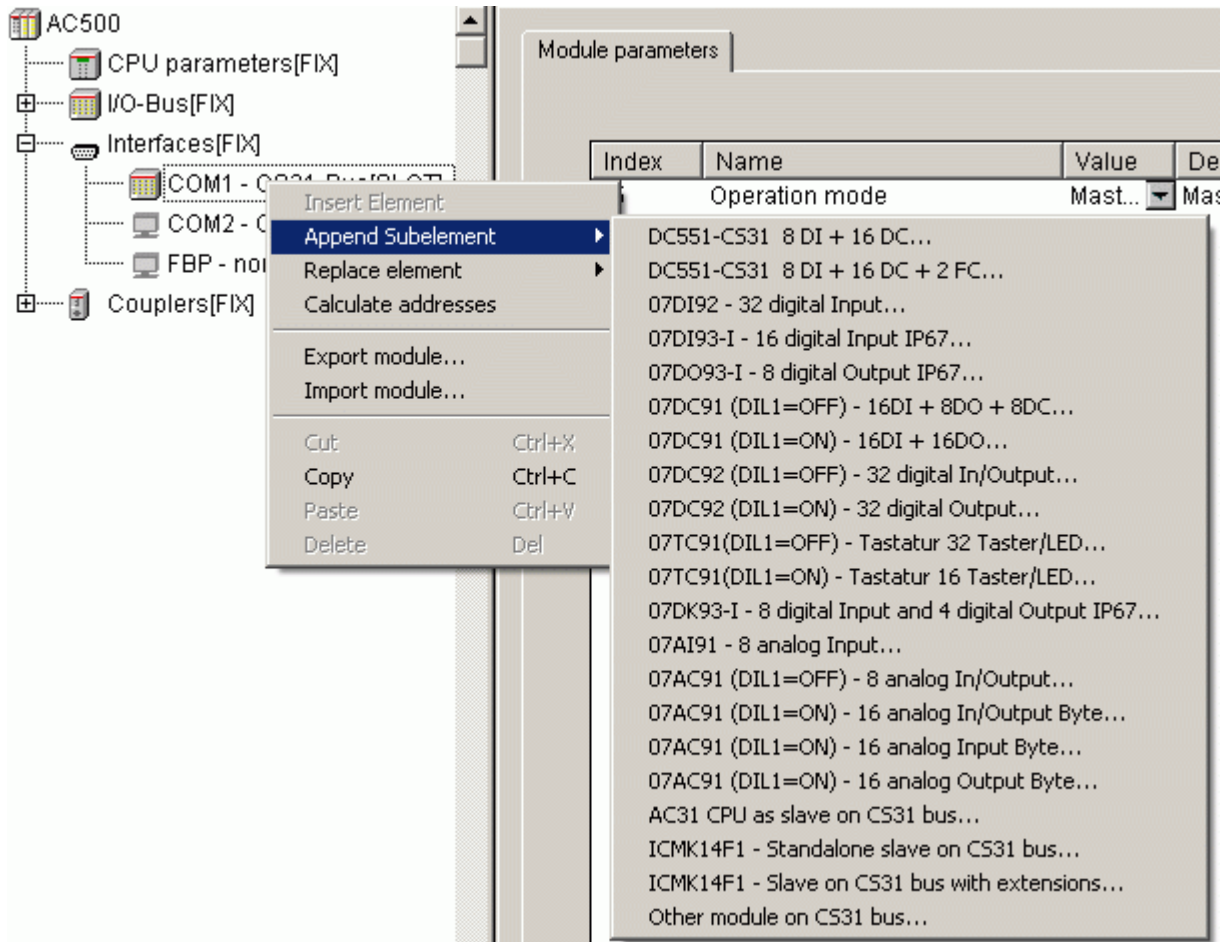 AC500
CPU parameters[FIX]
I/O-Bus[FIX]
Interfaces[FIX]
COM1 - CS31-Bus[SLOT]
COM2 -
FBP -
Couplers[FIX]
Module parameters
Index Name Value
Operation mode Mast...
Insert Element
Append Subelement
Replace element
Calculate addresses
Export module...
Import module...
Cut Ctrl+X
Copy Ctrl+C
Paste Ctrl+V
Delete Del
DC551-CS31 8 DI + 16 DC...
DC551-CS31 8 DI + 16 DC + 2 FC...
07DI92 - 32 digital Input...
07DI93-I - 16 digital Input IP67...
07DO93-I - 8 digital Output IP67...
07DC91 (DIL1=OFF) - 16DI + 8DO + 8DC...
07DC91 (DIL1=ON) - 16DI + 16DO...
07DC92 (DIL1=OFF) - 32 digital In/Output...
07DC92 (DIL1=ON) - 32 digital Output...
07TC91(DIL1=OFF) - Tastatur 32 Taster/LED...
07TC91(DIL1=ON) - Tastatur 16 Taster/LED...
07DK93-I - 8 digital Input and 4 digital Output IP67...
07AI91 - 8 analog Input...
07AC91 (DIL1=OFF) - 8 analog In/Output...
07AC91 (DIL1=ON) - 16 analog In/Output Byte...
07AC91 (DIL1=ON) - 16 analog Input Byte...
07AC91 (DIL1=ON) - 16 analog Output Byte...
AC31 CPU as slave on CS31 bus...
ICMK14F1 - Standalone slave on CS31 bus...
ICMK14F1 - Slave on CS31 bus with extensions...
Other module on CS31 bus...